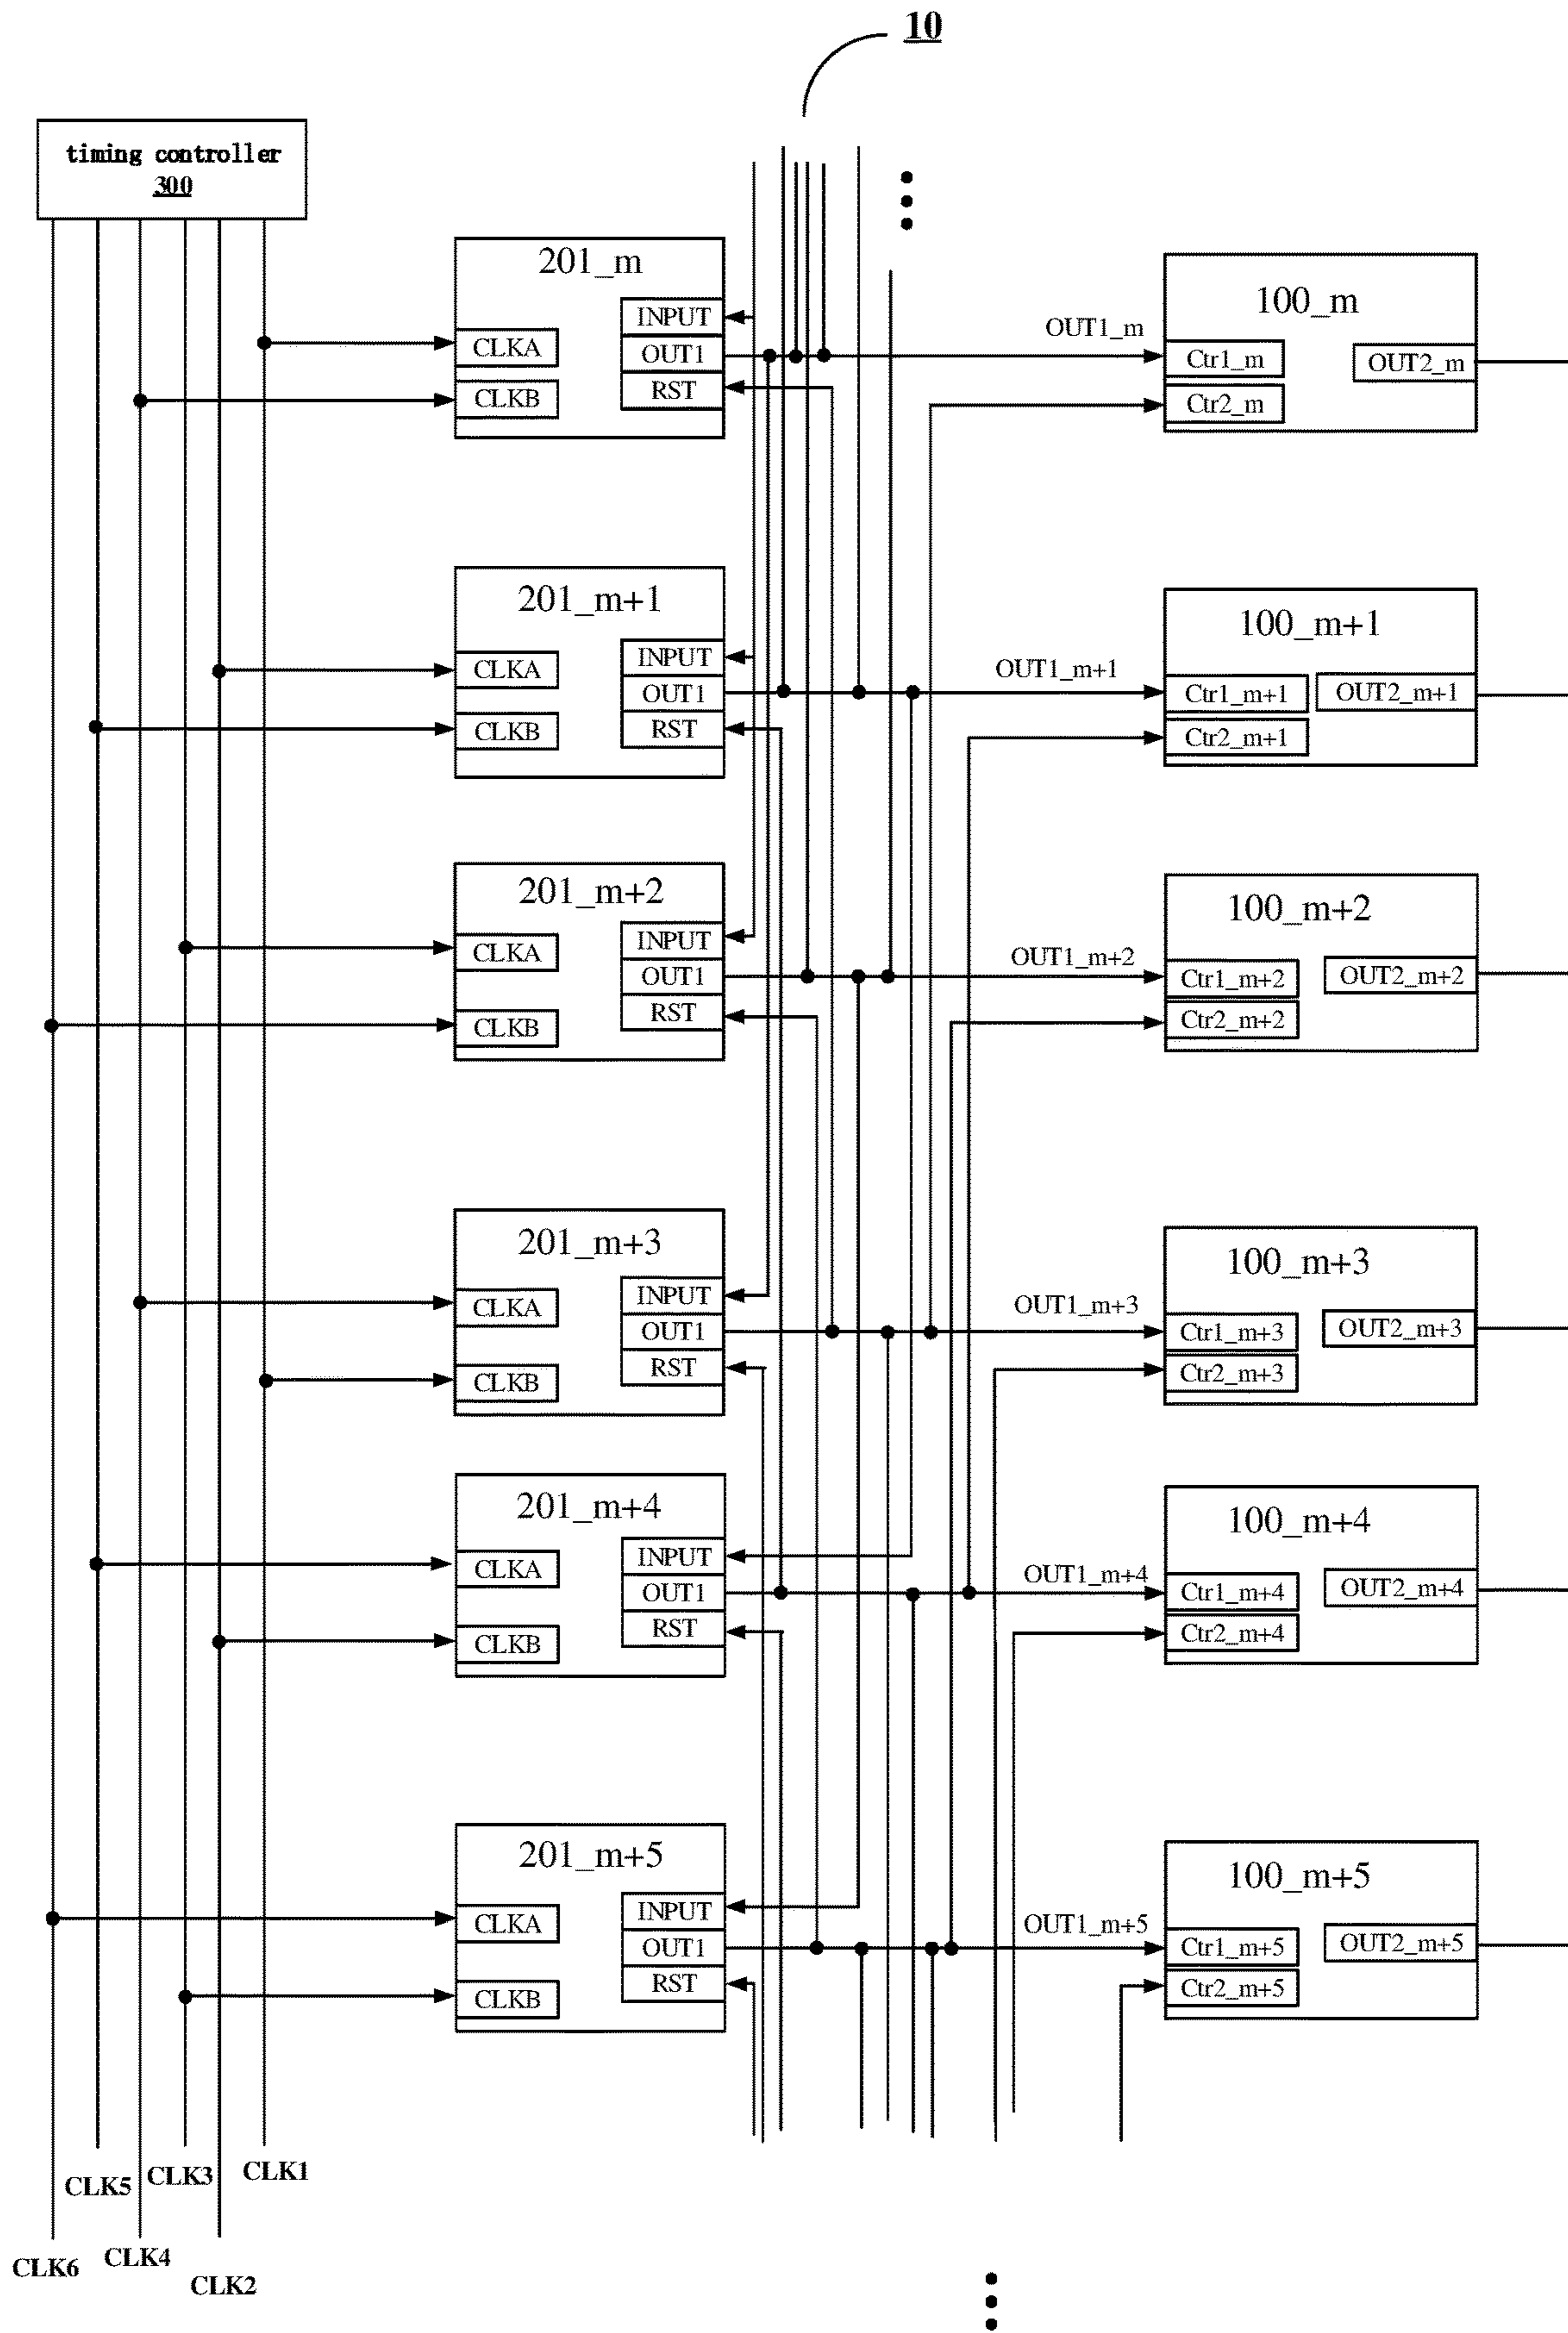 10
timing controller
300
201_m
INPUT
CLKA
OUT1
CLKB
RST
OUT1_m
100_m
Ctr1_m
OUT2_m
Ctr2_m
201_m+1
INPUT
CLKA
OUT1
CLKB
RST
OUT1_m+1
100_m+1
Ctr1_m+1
OUT2_m+1
Ctr2_m+1
201_m+2
INPUT
CLKA
OUT1
CLKB
RST
OUT1_m+2
100_m+2
Ctr1_m+2
OUT2_m+2
Ctr2_m+2
201_m+3
INPUT
CLKA
OUT1
CLKB
RST
OUT1_m+3
100_m+3
Ctr1_m+3
OUT2_m+3
Ctr2_m+3
201_m+4
INPUT
CLKA
OUT1
CLKB
RST
OUT1_m+4
100_m+4
Ctr1_m+4
OUT2_m+4
Ctr2_m+4
201_m+5
INPUT
CLKA
OUT1
CLKB
RST
OUT1_m+5
100_m+5
Ctr1_m+5
OUT2_m+5
Ctr2_m+5
CLK5
CLK3
CLK1
CLK6
CLK4
CLK2